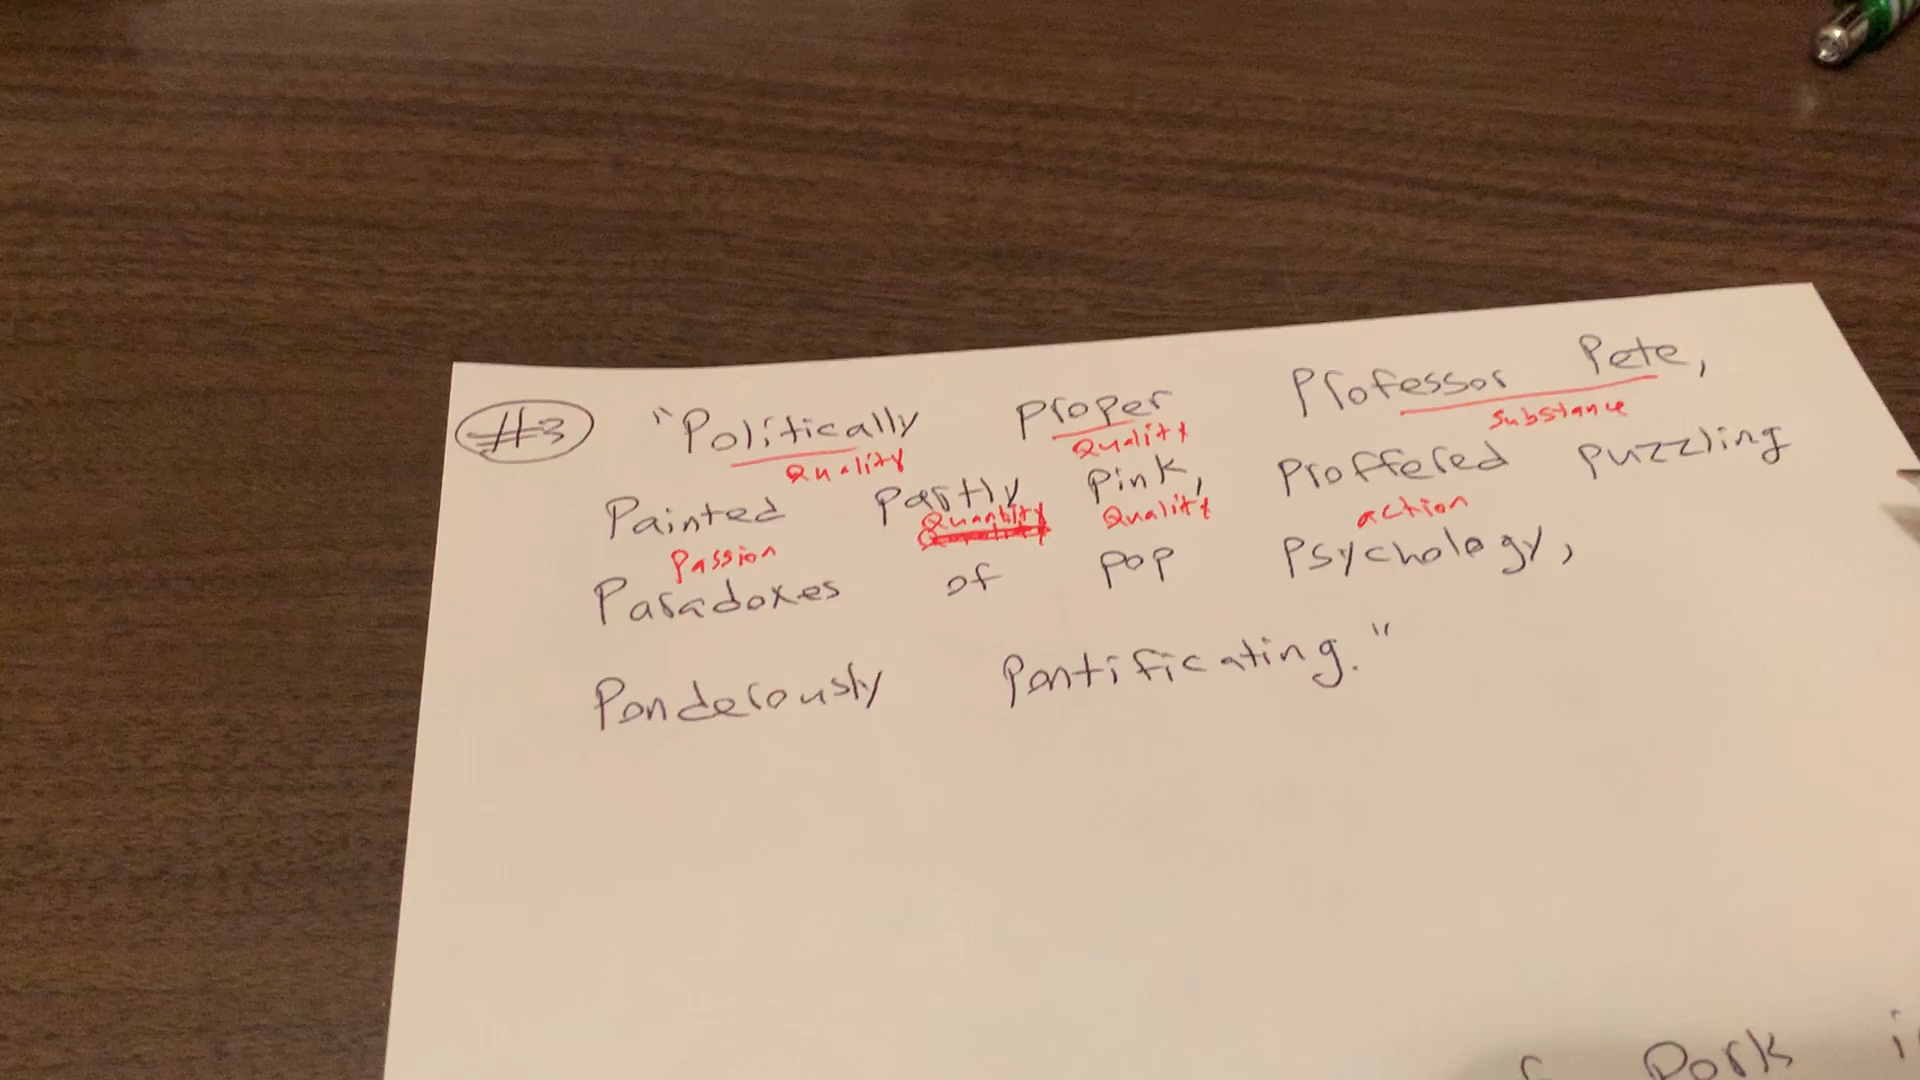 #3 "Politically proper Professor Pete,
Quality Quality Substance
Painted partly pink, proffered puzzling
Passion Quantity Quality action
Paradoxes of pop psychology,
Ponderously pontificating."
Pork